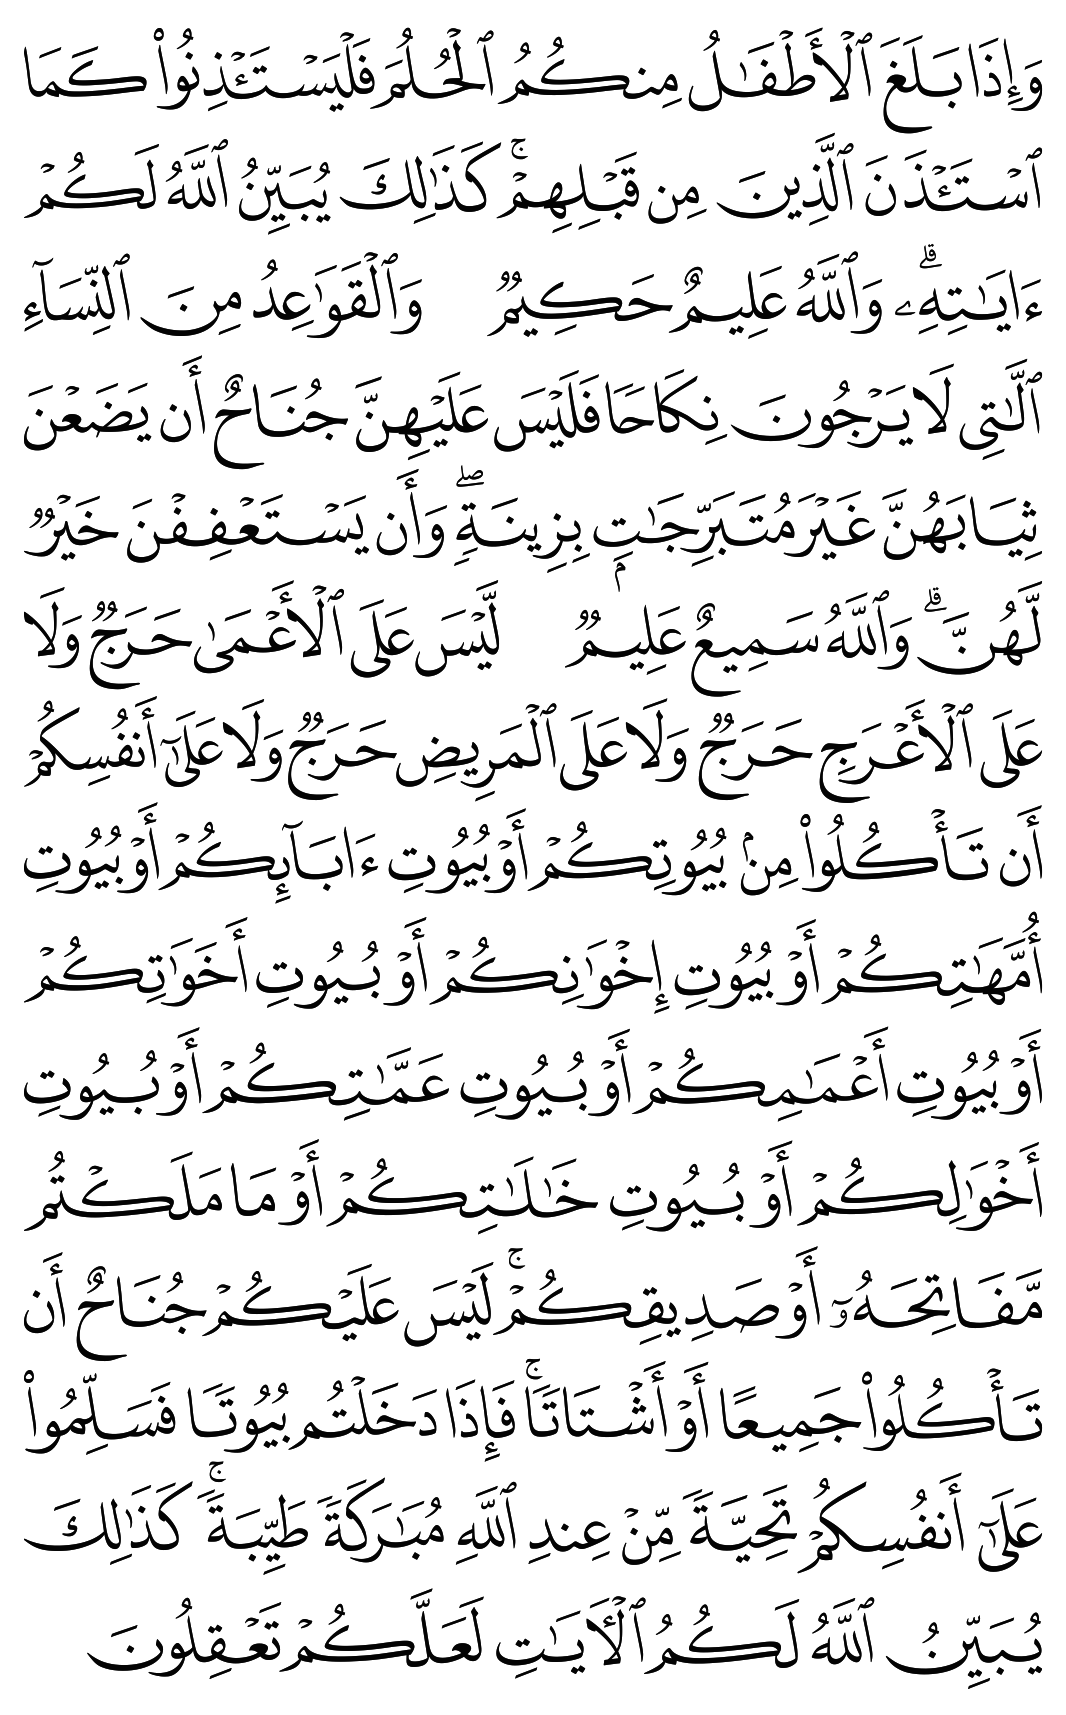 وَإِذَا بَلَغَ ٱلْأَطْفَٰلُ مِنكُمُ ٱلْحُلُمَ فَلْيَسْتَـْٔذِنُوا۟ كَمَا
ٱسْتَـْٔذَنَ ٱلَّذِينَ مِن قَبْلِهِمْ ۚ كَذَٰلِكَ يُبَيِّنُ ٱللَّهُ لَكُمْ
ءَايَٰتِهِۦ ۗ وَٱللَّهُ عَلِيمٌ حَكِيمٌ وَٱلْقَوَٰعِدُ مِنَ ٱلنِّسَآءِ
ٱلَّٰتِى لَا يَرْجُونَ نِكَاحًا فَلَيْسَ عَلَيْهِنَّ جُنَاحٌ أَن يَضَعْنَ
ثِيَابَهُنَّ غَيْرَ مُتَبَرِّجَٰتٍۭ بِزِينَةٍ ۖ وَأَن يَسْتَعْفِفْنَ خَيْرٌ
لَّهُنَّ ۗ وَٱللَّهُ سَمِيعٌ عَلِيمٌ لَّيْسَ عَلَى ٱلْأَعْمَىٰ حَرَجٌ وَلَا
عَلَى ٱلْأَعْرَجِ حَرَجٌ وَلَا عَلَى ٱلْمَرِيضِ حَرَجٌ وَلَا عَلَىٰٓ أَنفُسِكُمْ
أَن تَأْكُلُوا۟ مِنۢ بُيُوتِكُمْ أَوْ بُيُوتِ ءَابَآئِكُمْ أَوْ بُيُوتِ
أُمَّهَٰتِكُمْ أَوْ بُيُوتِ إِخْوَٰنِكُمْ أَوْ بُيُوتِ أَخَوَٰتِكُمْ
أَوْ بُيُوتِ أَعْمَٰمِكُمْ أَوْ بُيُوتِ عَمَّٰتِكُمْ أَوْ بُيُوتِ
أَخْوَٰلِكُمْ أَوْ بُيُوتِ خَٰلَٰتِكُمْ أَوْ مَا مَلَكْتُم
مَّفَاتِحَهُۥٓ أَوْ صَدِيقِكُمْ ۚ لَيْسَ عَلَيْكُمْ جُنَاحٌ أَن
تَأْكُلُوا۟ جَمِيعًا أَوْ أَشْتَاتًا ۚ فَإِذَا دَخَلْتُم بُيُوتًا فَسَلِّمُوا۟
عَلَىٰٓ أَنفُسِكُمْ تَحِيَّةً مِّنْ عِندِ ٱللَّهِ مُبَٰرَكَةً طَيِّبَةً ۚ كَذَٰلِكَ
يُبَيِّنُ ٱللَّهُ لَكُمُ ٱلْـَٔايَٰتِ لَعَلَّكُمْ تَعْقِلُونَ